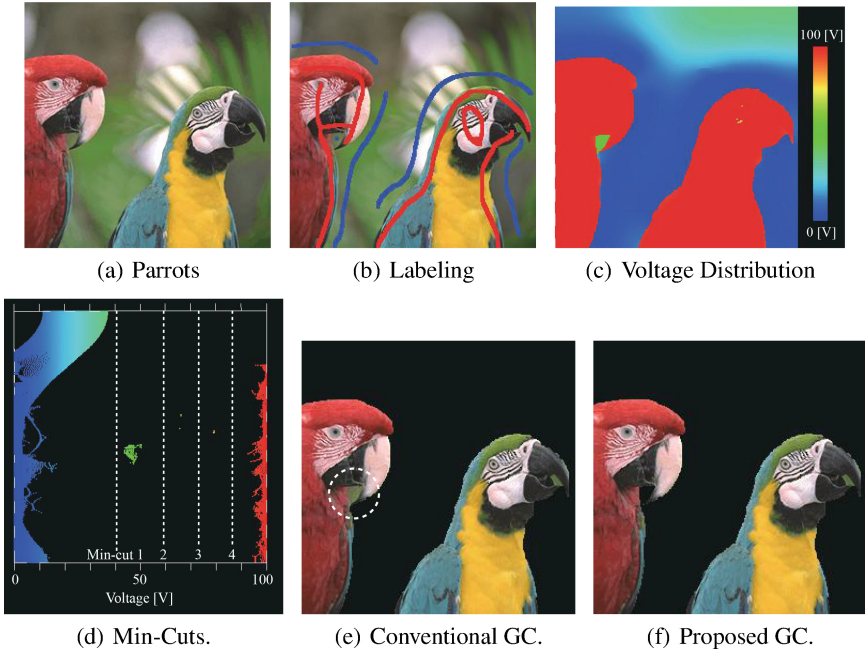 100 [V]
0 [V]
(a) Parrots
(b) Labeling
(c) Voltage Distribution
Min-cut 1 2 3 4
0 50 100
Voltage [V]
(d) Min-Cuts.
(e) Conventional GC.
(f) Proposed GC.